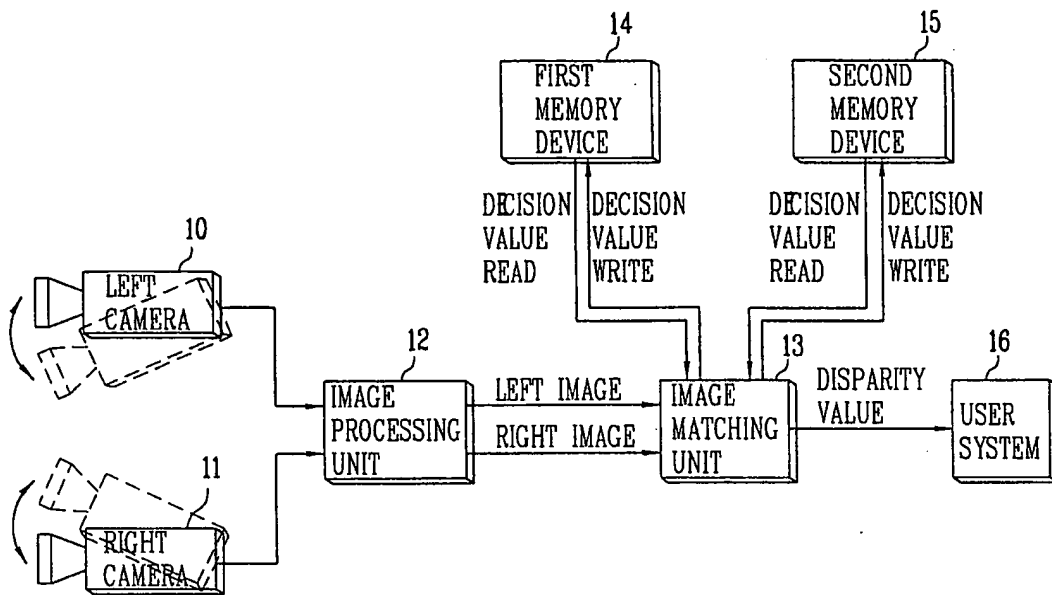 14
15
FIRST
MEMORY
DEVICE
SECOND
MEMORY
DEVICE
DECISION
VALUE
READ
DECISION
VALUE
WRITE
DECISION
VALUE
READ
DECISION
VALUE
WRITE
10
LEFT
CAMERA
12
IMAGE
PROCESSING
UNIT
LEFT IMAGE
RIGHT IMAGE
13
IMAGE
MATCHING
UNIT
DISPARITY
VALUE
16
USER
SYSTEM
11
RIGHT
CAMERA